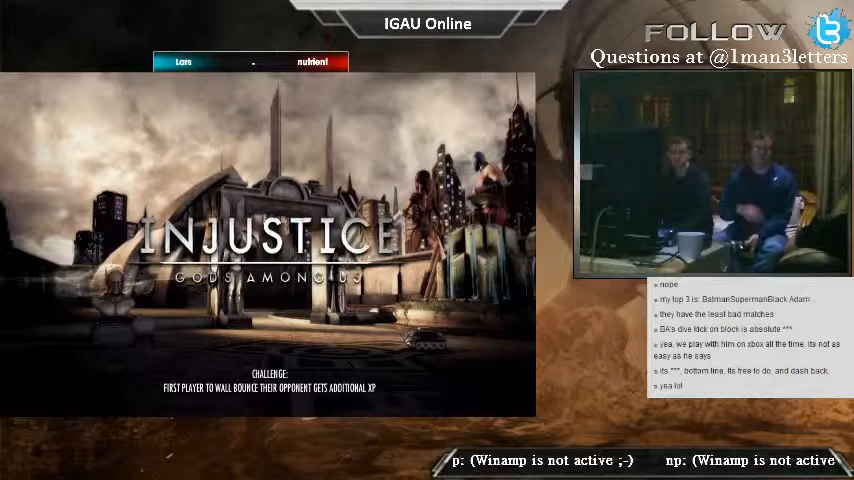 IGAU Online
FOLLOW
Questions at @1man3letters
Lars - nutrient
INJUSTICE
GODS AMONG US
CHALLENGE:
FIRST PLAYER TO WALL BOUNCE THEIR OPPONENT GETS ADDITIONAL XP
» nope
» my top 3 is: BatmanSupermanBlack Adam
» they have the least bad matches
» BA's dive kick on block is absolute ***
» yea, we play with him on xbox all the time, its not as
easy as he says
» its ***, bottom line. Its free to do, and dash back,
» yea lol
p: (Winamp is not active ;-) np: (Winamp is not active